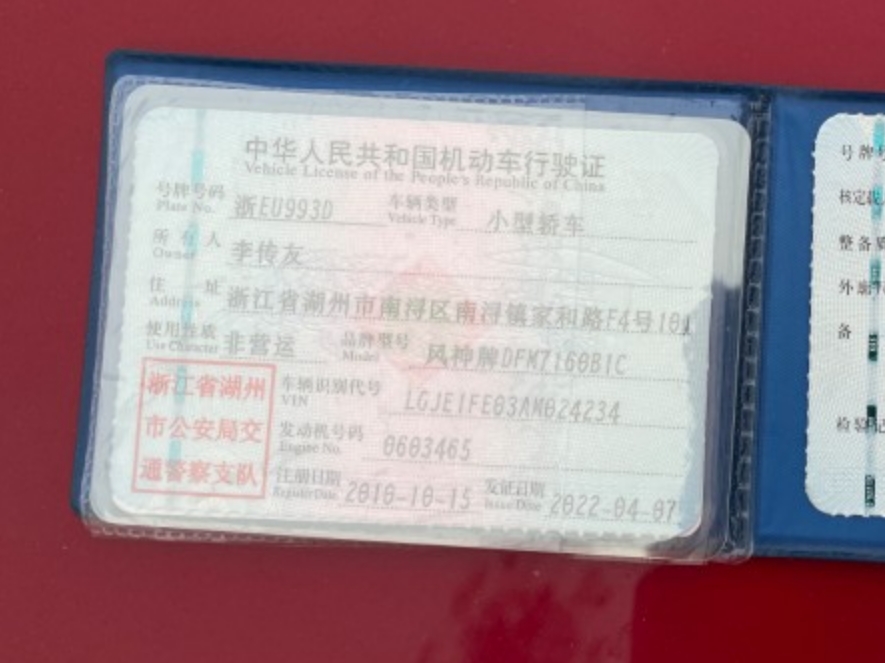 中华人民共和国机动车行驶证
Vehicle License of the People's Republic of China
号牌号码 浙EU993D 车辆类型 小型轿车
Plate No. Vehicle Type
所有人 李传友
Owner
住址 浙江省湖州市南浔区南浔镇家和路F4号101
Address
使用性质 非营运 品牌型号 风神牌DFM7160B1C
Use Character Model
浙江省湖州市公安局交通警察支队
车辆识别代号 LGJE1FE03AM024234
VIN
发动机号码 0603465
Engine No.
注册日期 2010-10-15 发证日期 2022-04-07
Register Date Issue Date
号牌
核定载
整备
外廓
备
检验记